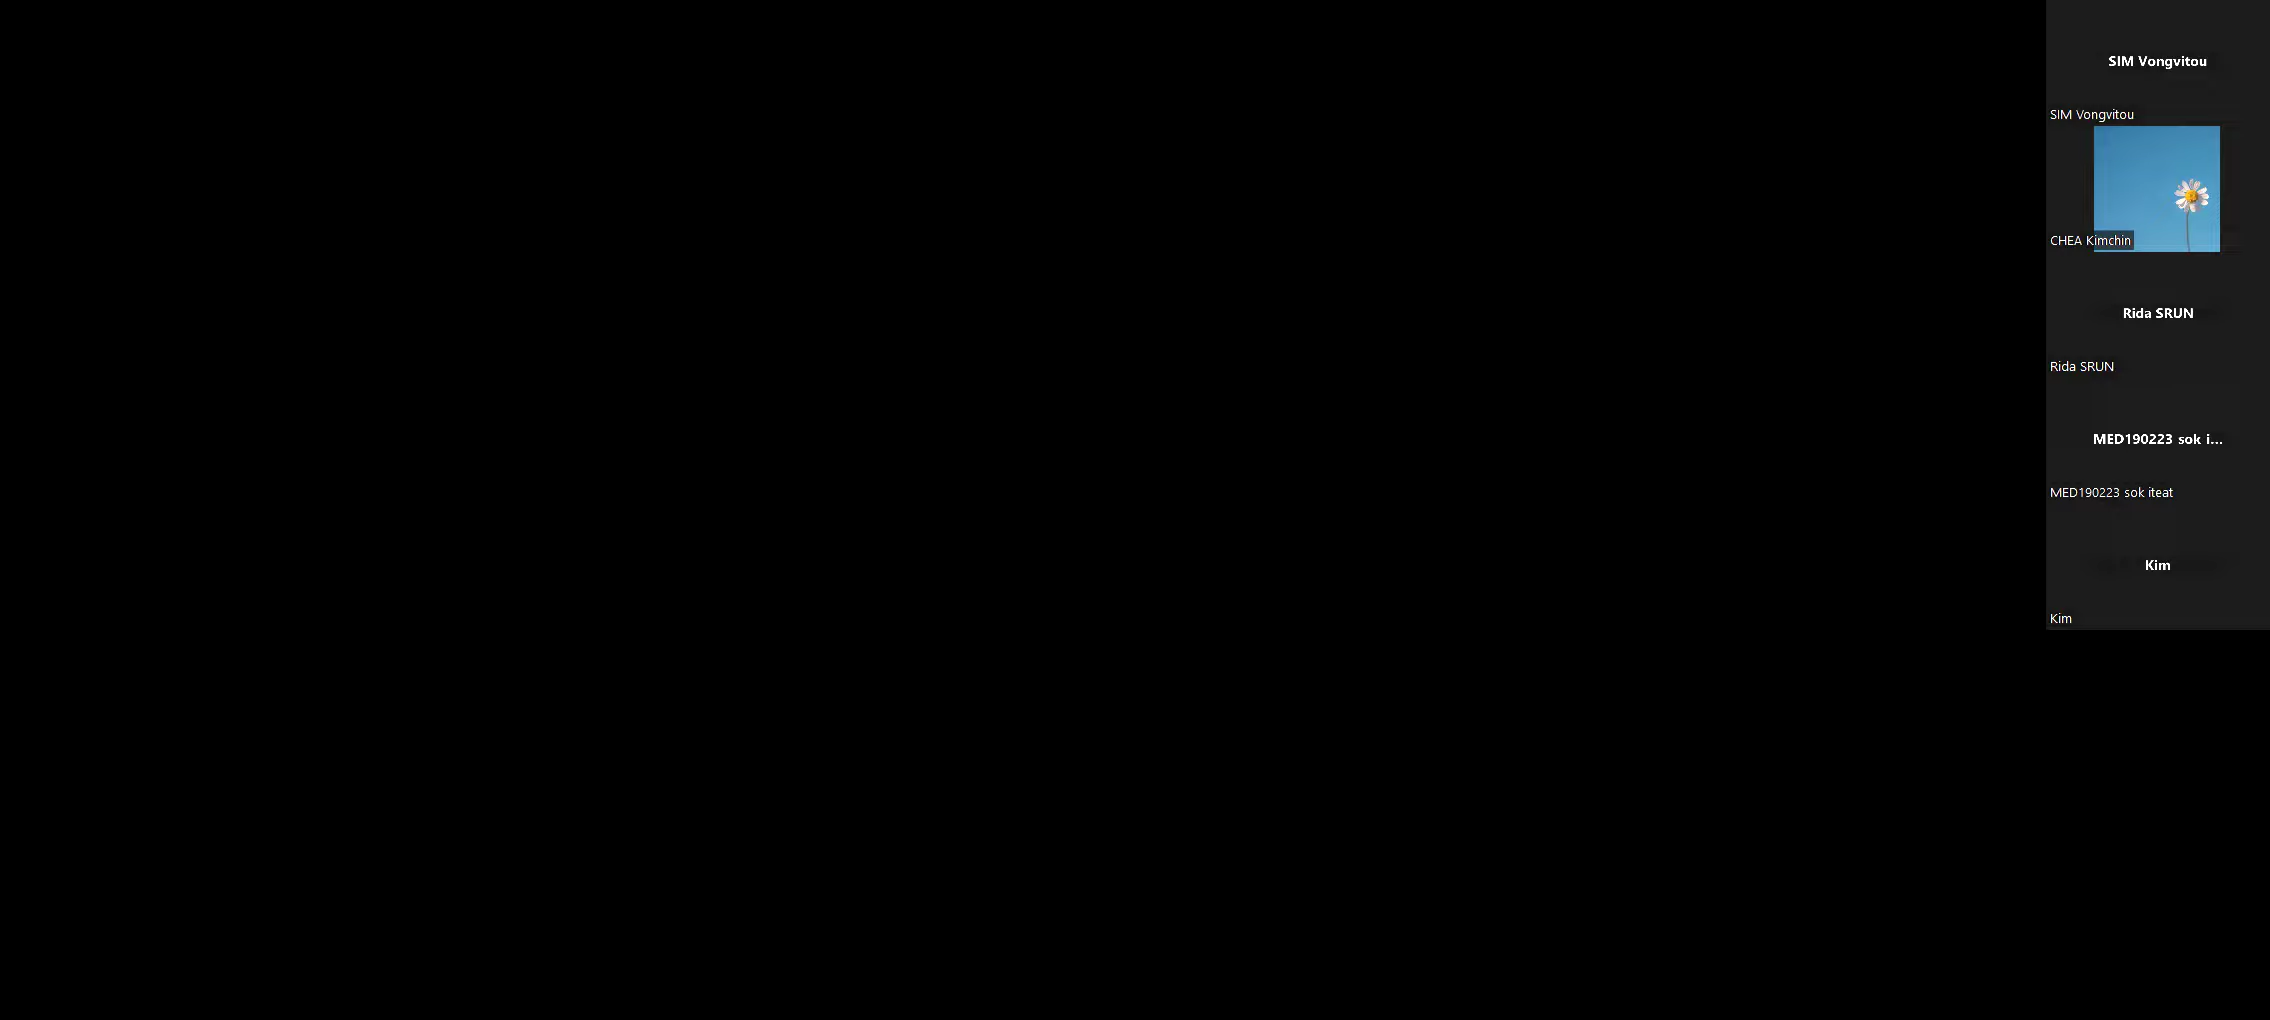 SIM Vongvitou
SIM Vongvitou
CHEA Kimchin
Rida SRUN
Rida SRUN
MED190223 sok i...
MED190223 sok iteat
Kim
Kim